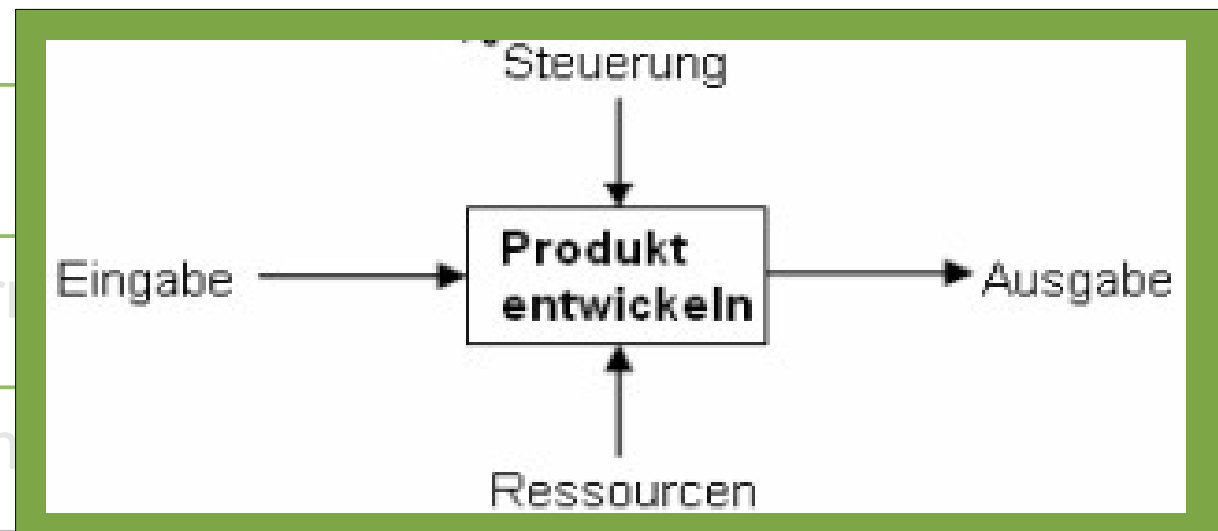 Steuerung
Produkt
entwickeln
Eingabe
Ausgabe
Ressourcen